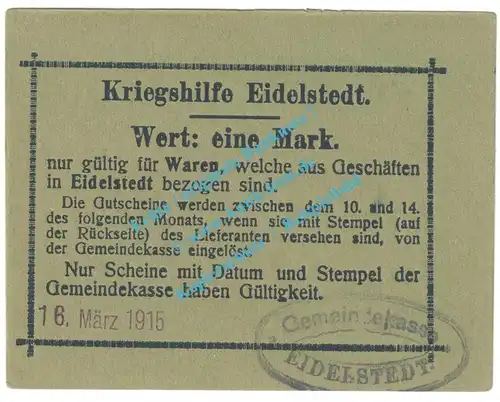 Kriegshilfe Eidelstedt.
Wert: eine Mark.
nur gültig für Waren, welche aus Geschäften
in Eidelstedt bezogen sind.
Die Gutscheine werden zwischen dem 10. and 14.
des folgenden Monats, wenn sie mit Stempel (auf
der Rückseite) des Lieferanten versehen sind, von
der Gemeindekasse eingelöst.
Nur Scheine mit Datum und Stempel der
Gemeindekasse haben Gültigkeit.
16. März 1915
Gemeindekasse
EIDELSTEDT.